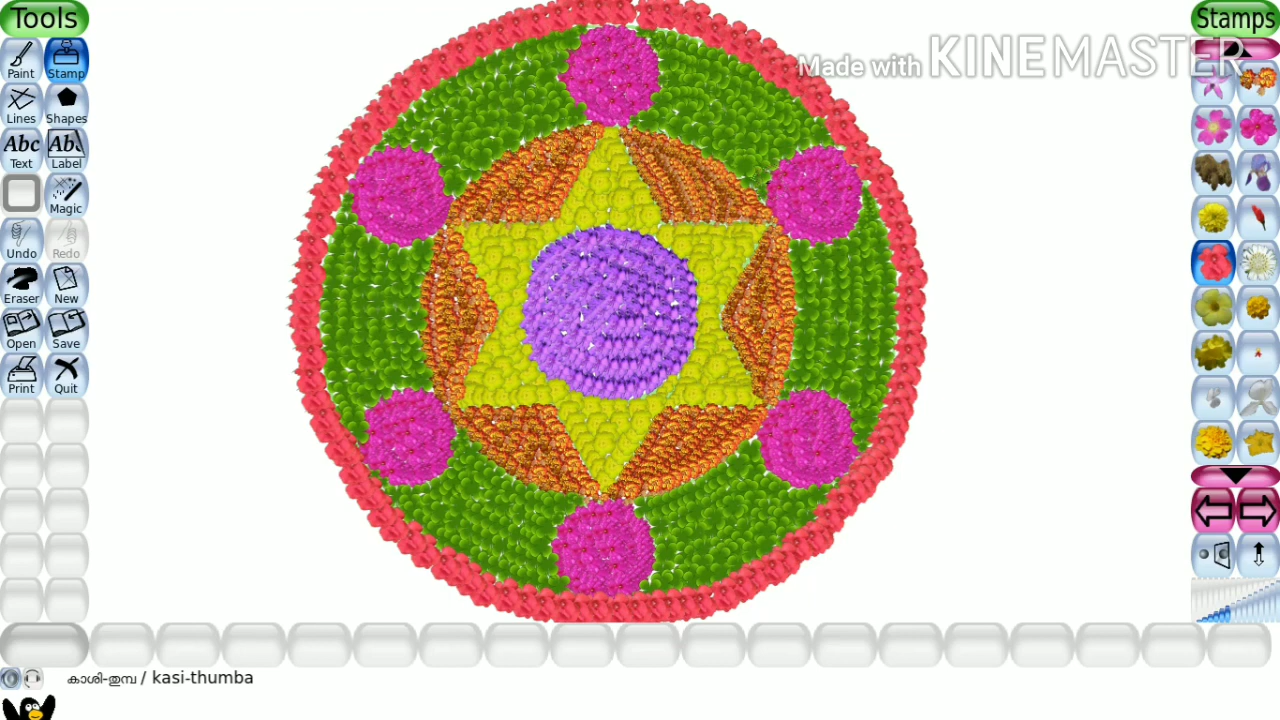 Tools
Stamps
Made with KINEMASTER
Paint
Stamp
Lines
Shapes
Abc
Abc
Text
Label
Magic
Undo
Redo
Eraser
New
Open
Save
Print
Quit
കാശി-തുമ്പ / kasi-thumba